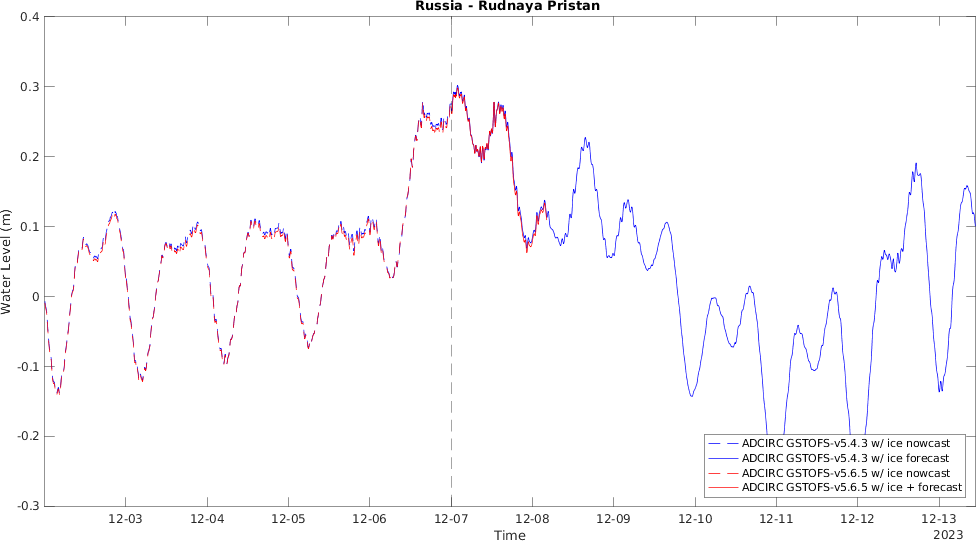 Russia - Rudnaya Pristan
0.4
0.3
0.2
0.1
0
-0.1
-0.2
-0.3
Water Level (m)
ADCIRC GSTOFS-v5.4.3 w/ ice nowcast
ADCIRC GSTOFS-v5.4.3 w/ ice forecast
ADCIRC GSTOFS-v5.6.5 w/ ice nowcast
ADCIRC GSTOFS-v5.6.5 w/ ice + forecast
12-03 12-04 12-05 12-06 12-07 12-08 12-09 12-10 12-11 12-12 12-13
Time
2023